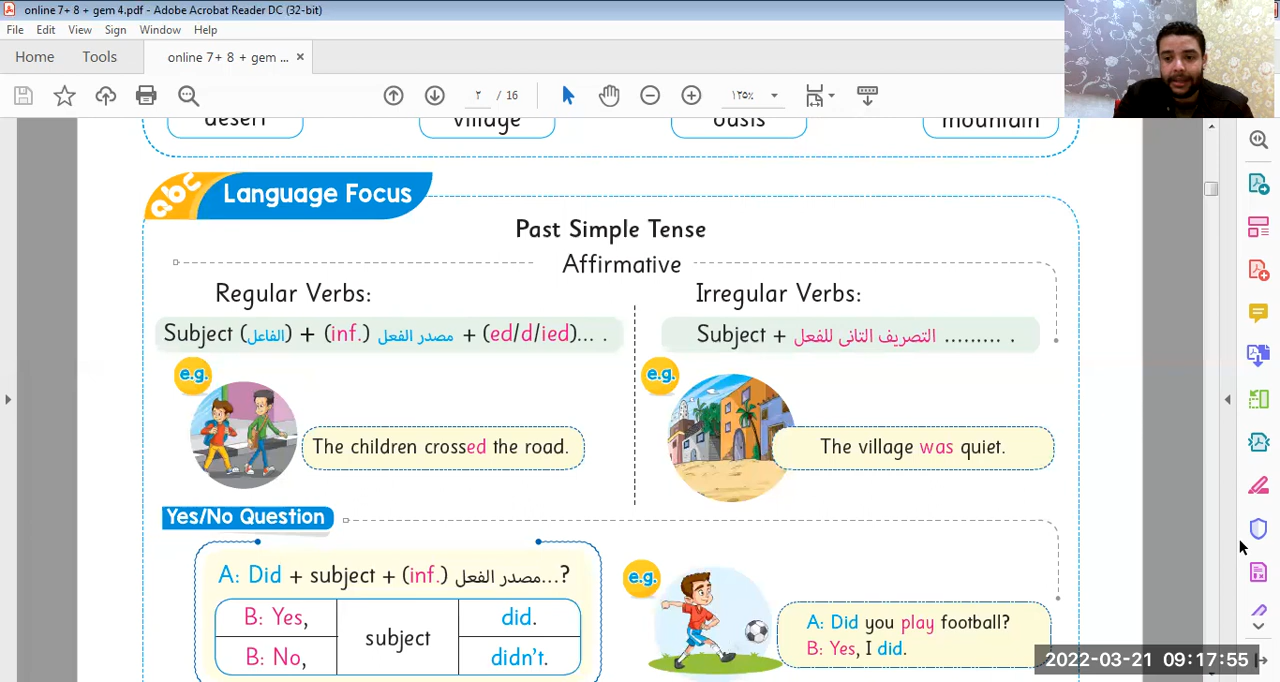 online 7+ 8 + gem 4.pdf - Adobe Acrobat Reader DC (32-bit)
File Edit View Sign Window Help
Home Tools online 7+ 8 + gem ... ×
٢ / 16 ١٢٥%
desert village oasis mountain
abc Language Focus
Past Simple Tense
Affirmative
Regular Verbs: Irregular Verbs:
Subject (الفاعل) + (inf.) مصدر الفعل + (ed/d/ied)... .
Subject + التصريف الثانى للفعل ......... .
e.g. e.g.
The children crossed the road. The village was quiet.
Yes/No Question
A: Did + subject + (inf.) مصدر الفعل...?
B: Yes, subject did.
B: No, didn't.
e.g.
A: Did you play football?
B: Yes, I did.
2022-03-21 09:17:55